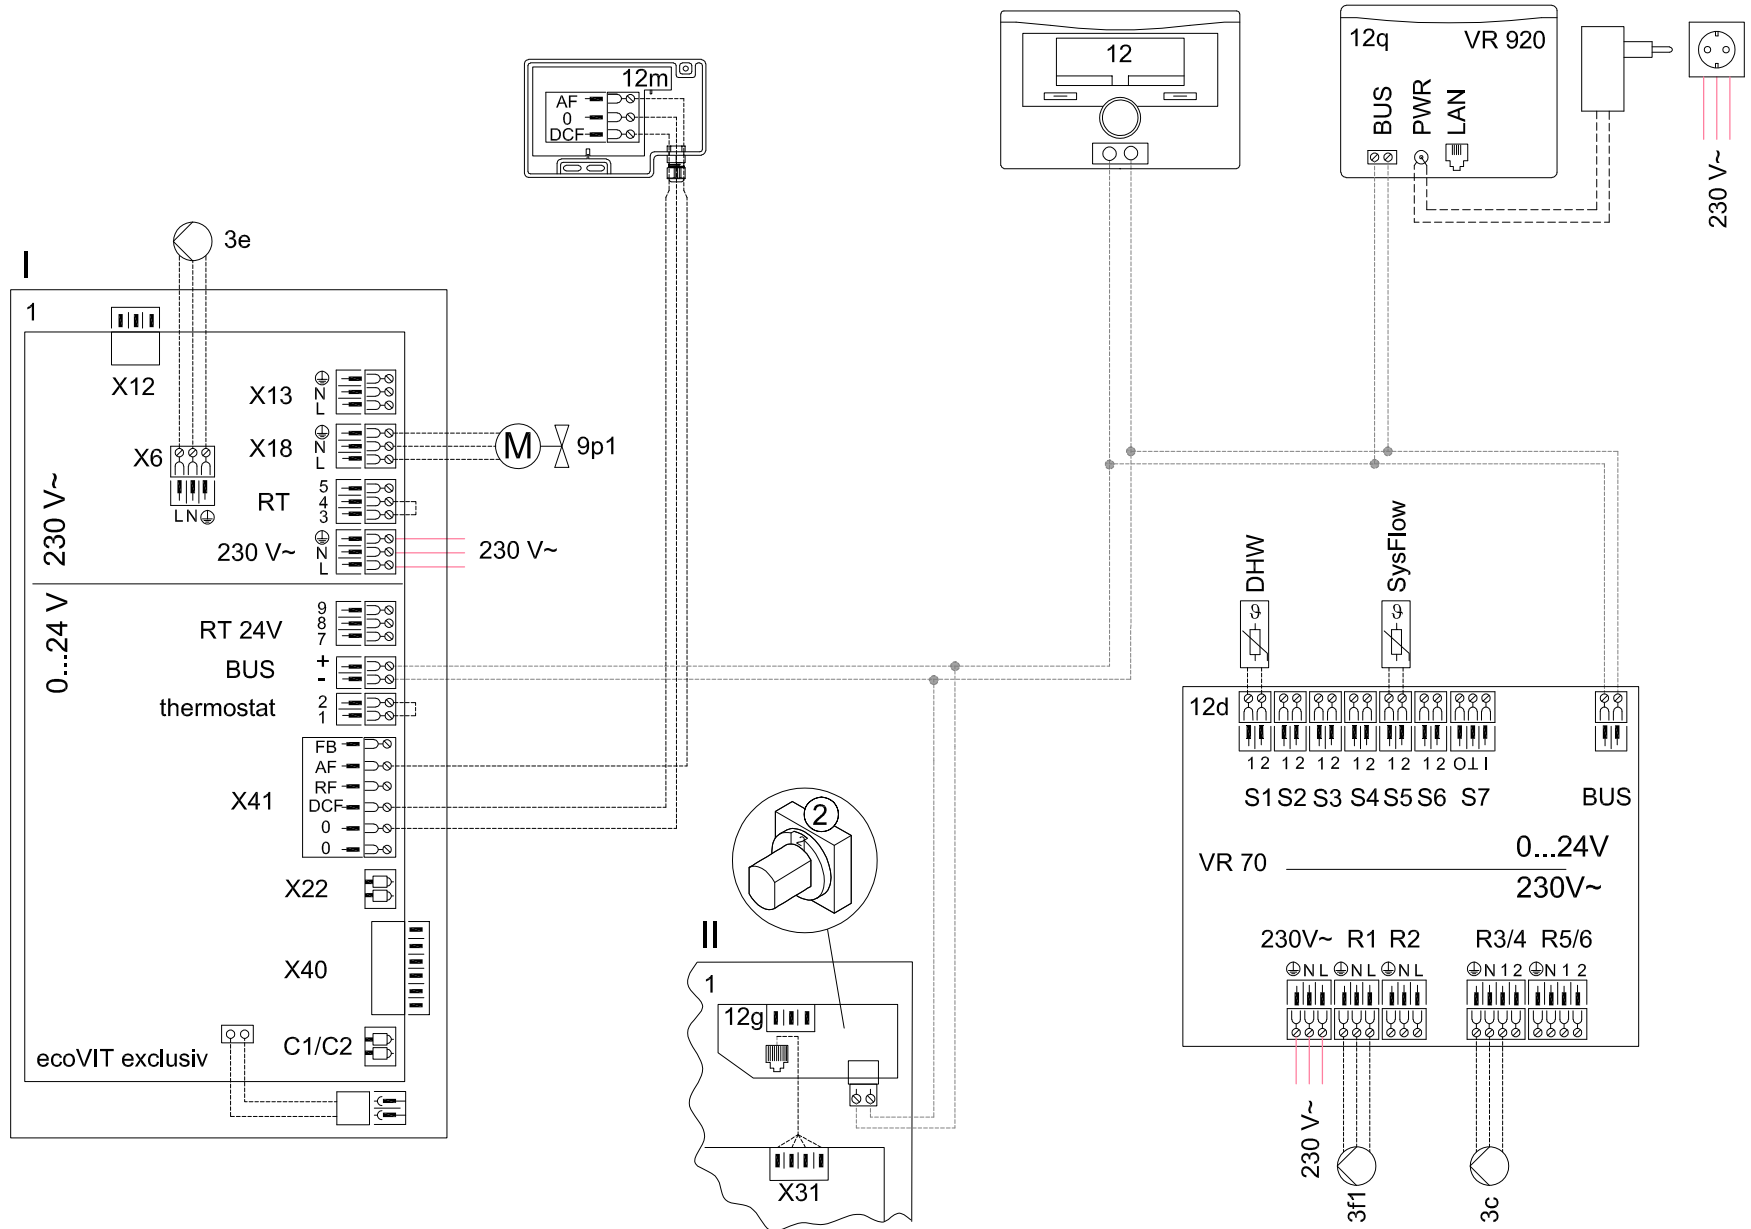 12m
AF
0
DCF
12
12q
VR 920
BUS
PWR
LAN
230 V~
3e
I
1
X12
X13
N
L
X6
L N
X18
N
L
M
9p1
RT
5
4
3
230 V~
N
L
230 V~
230 V~
0...24 V
RT 24V
9
8
7
BUS
+
-
thermostat
2
1
X41
FB
AF
RF
DCF
0
0
X22
X40
C1/C2
ecoVIT exclusiv
2
2
II
1
12g
X31
DHW
ϑ
SysFlow
ϑ
12d
1 2
1 2
1 2
1 2
1 2
1 2
O T I
S1 S2 S3 S4 S5 S6 S7
BUS
VR 70
0...24V
230V~
230V~ R1 R2 R3/4 R5/6
N L
N L
N L
N 1 2
N 1 2
230 V~
3f1
3c